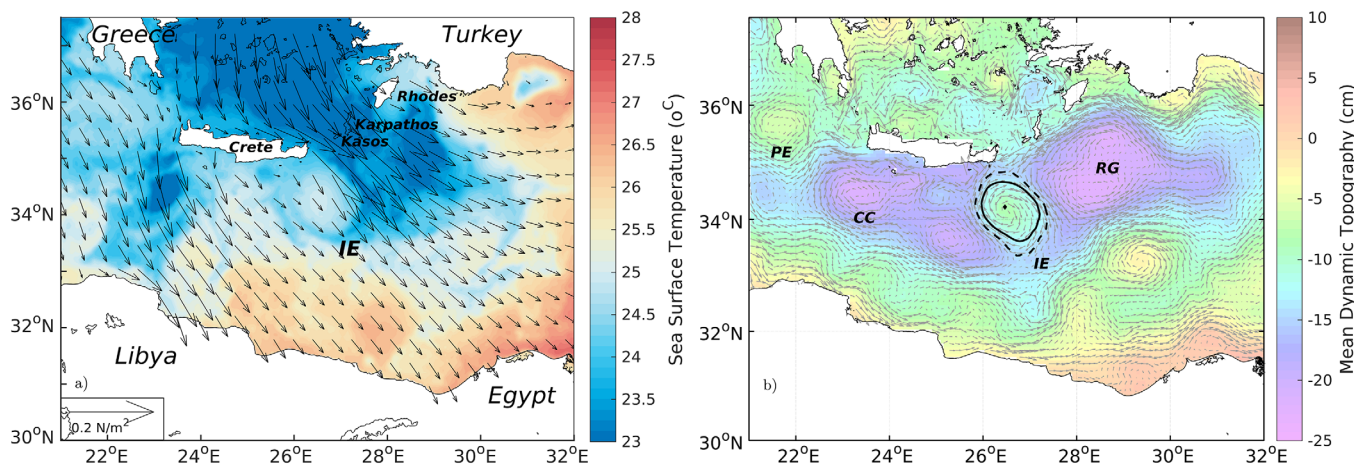 Greece
Turkey
Rhodes
Karpathos
Kasos
Crete
IE
Libya
Egypt
a)
0.2 N/m²
36°N
34°N
32°N
30°N
22°E
24°E
26°E
28°E
30°E
32°E
28
27.5
27
26.5
26
25.5
25
24.5
24
23.5
23
Sea Surface Temperature (o^C)
PE
RG
CC
IE
b)
36°N
34°N
32°N
30°N
22°E
24°E
26°E
28°E
30°E
32°E
10
5
0
-5
-10
-15
-20
-25
Mean Dynamic Topography (cm)